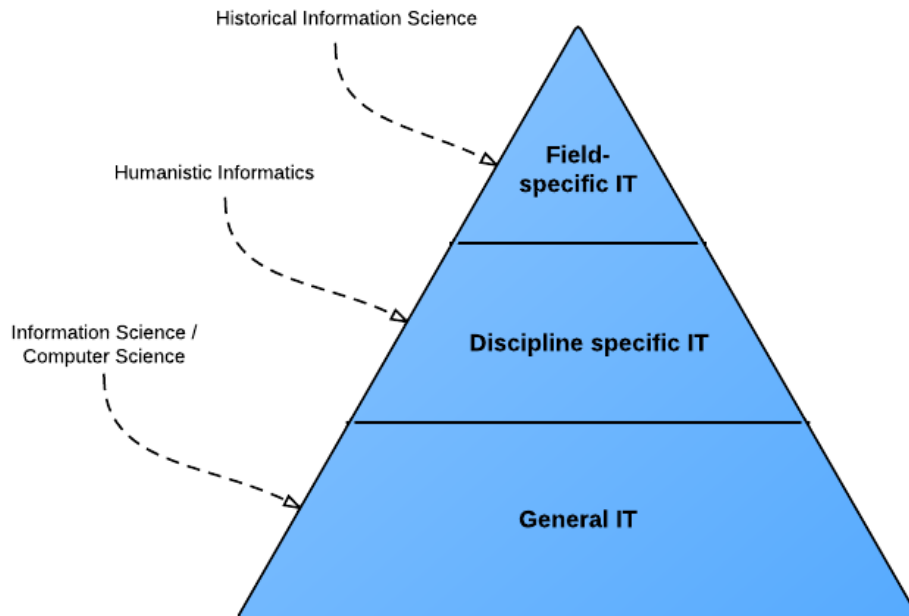 Historical Information Science
Field-
specific IT
Humanistic Informatics
Information Science /
Computer Science
Discipline specific IT
General IT